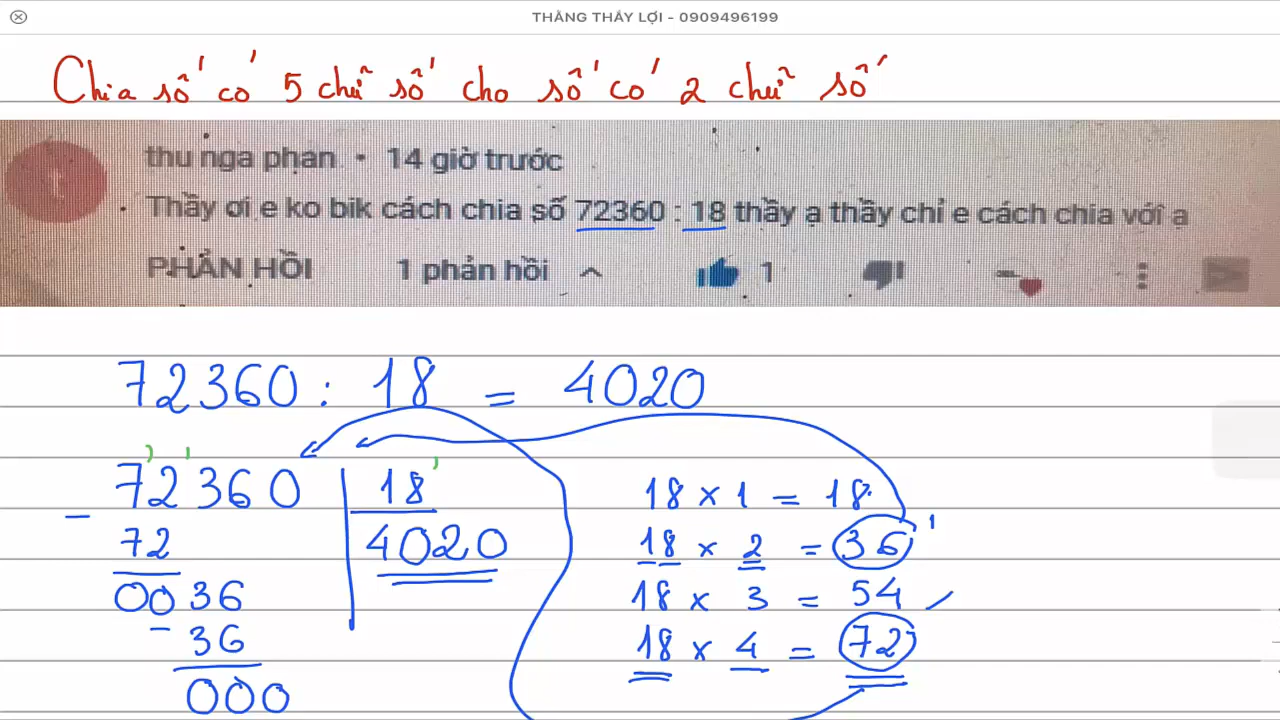 THẮNG THẦY LỢI - 0909496199
Chia số có 5 chữ số cho số có 2 chữ số
thu nga phan • 14 giờ trước
Thầy ơi e ko bik cách chia số 72360 : 18 thầy ạ thầy chỉ e cách chia với ạ
PHẢN HỒI 1 phản hồi 1
72360 : 18 = 4020
72360 18
- 72 4020
0036
- 36
000
18 x 1 = 18
18 x 2 = 36
18 x 3 = 54
18 x 4 = 72